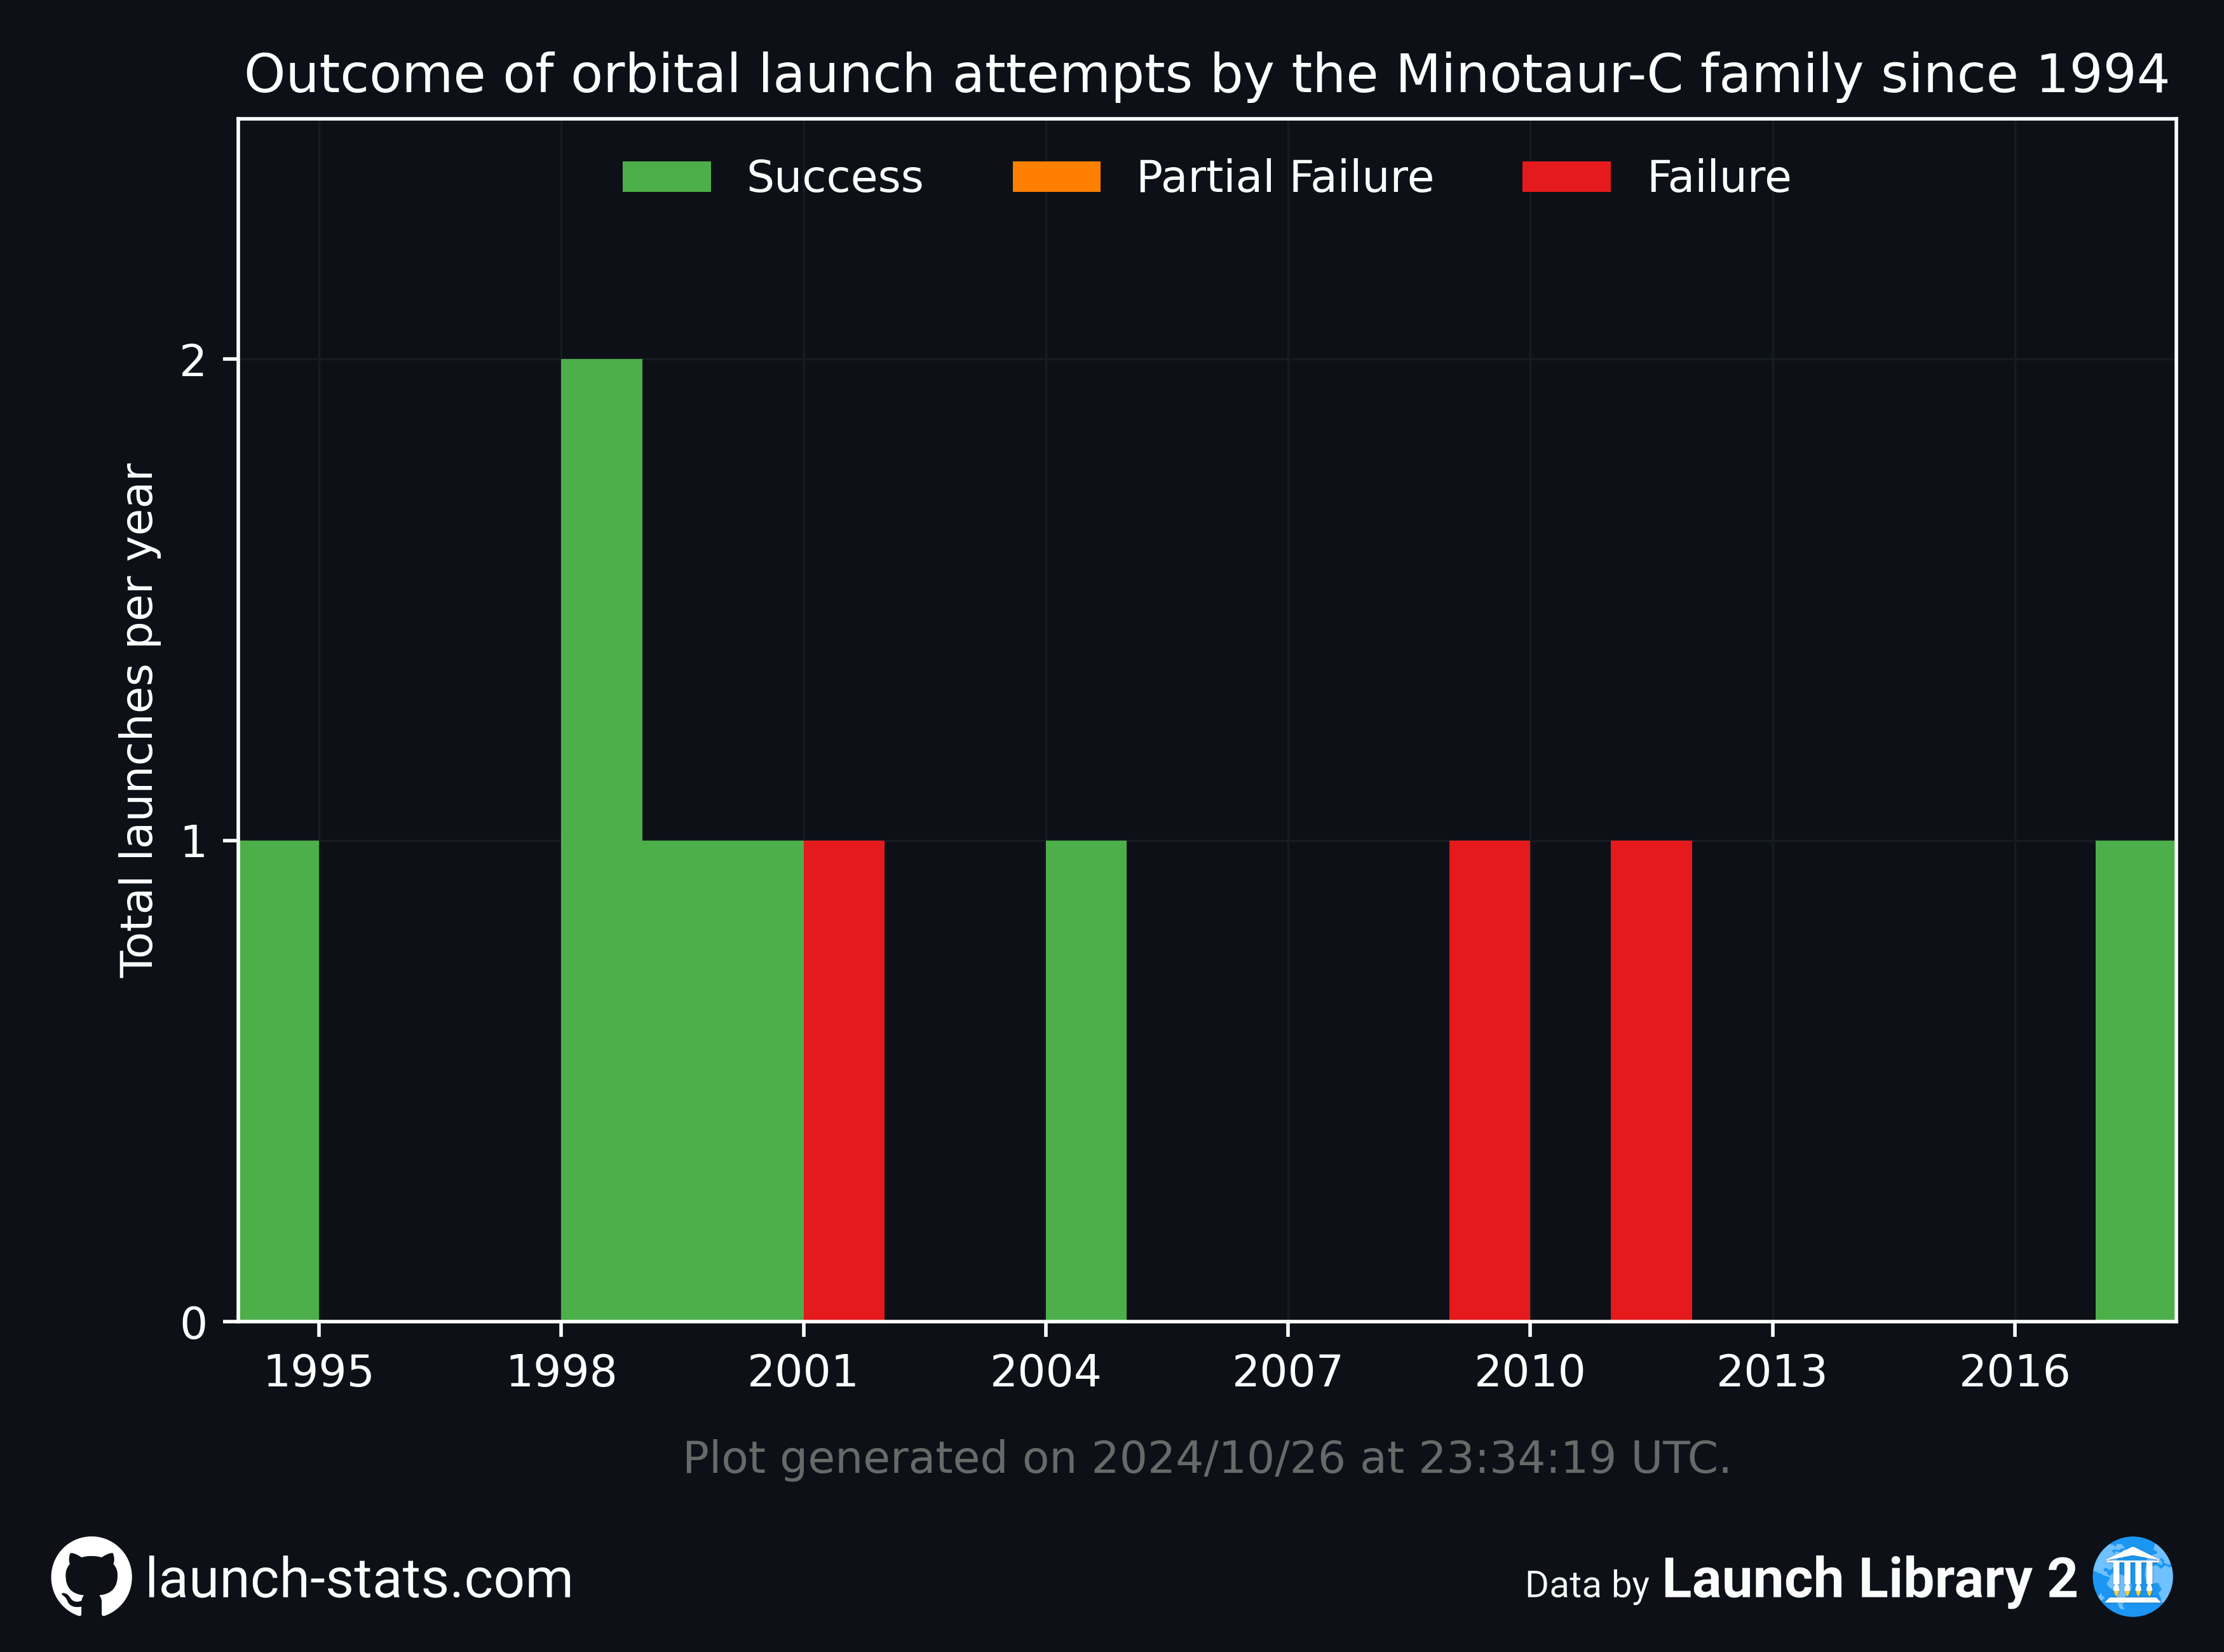 Outcome of orbital launch attempts by the Minotaur-C family since 1994
Success Partial Failure Failure
Total launches per year
2
1
0
1995 1998 2001 2004 2007 2010 2013 2016
Plot generated on 2024/10/26 at 23:34:19 UTC.
launch-stats.com
Data by Launch Library 2